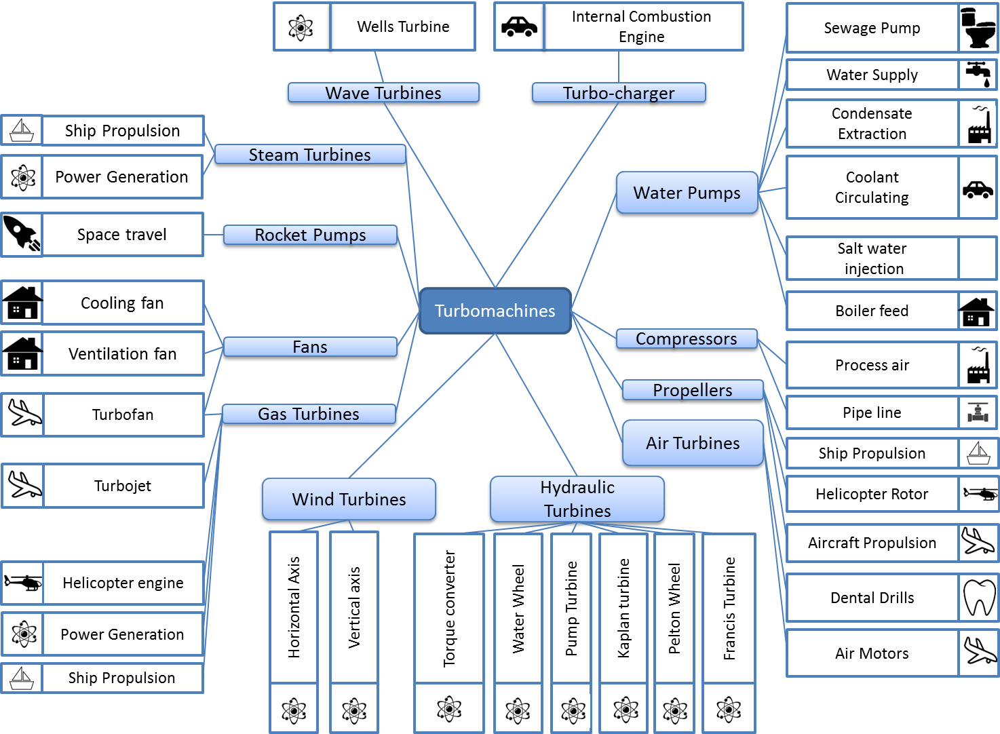 Wells Turbine
Internal Combustion
Engine
Wave Turbines
Turbo-charger
Ship Propulsion
Power Generation
Steam Turbines
Space travel
Rocket Pumps
Cooling fan
Ventilation fan
Turbofan
Fans
Gas Turbines
Turbojet
Helicopter engine
Power Generation
Ship Propulsion
Turbomachines
Sewage Pump
Water Supply
Condensate
Extraction
Coolant
Circulating
Salt water
injection
Boiler feed
Water Pumps
Compressors
Process air
Pipe line
Propellers
Air Turbines
Ship Propulsion
Helicopter Rotor
Aircraft Propulsion
Dental Drills
Air Motors
Wind Turbines
Horizontal Axis
Vertical axis
Hydraulic
Turbines
Torque converter
Water Wheel
Pump Turbine
Kaplan turbine
Pelton Wheel
Francis Turbine